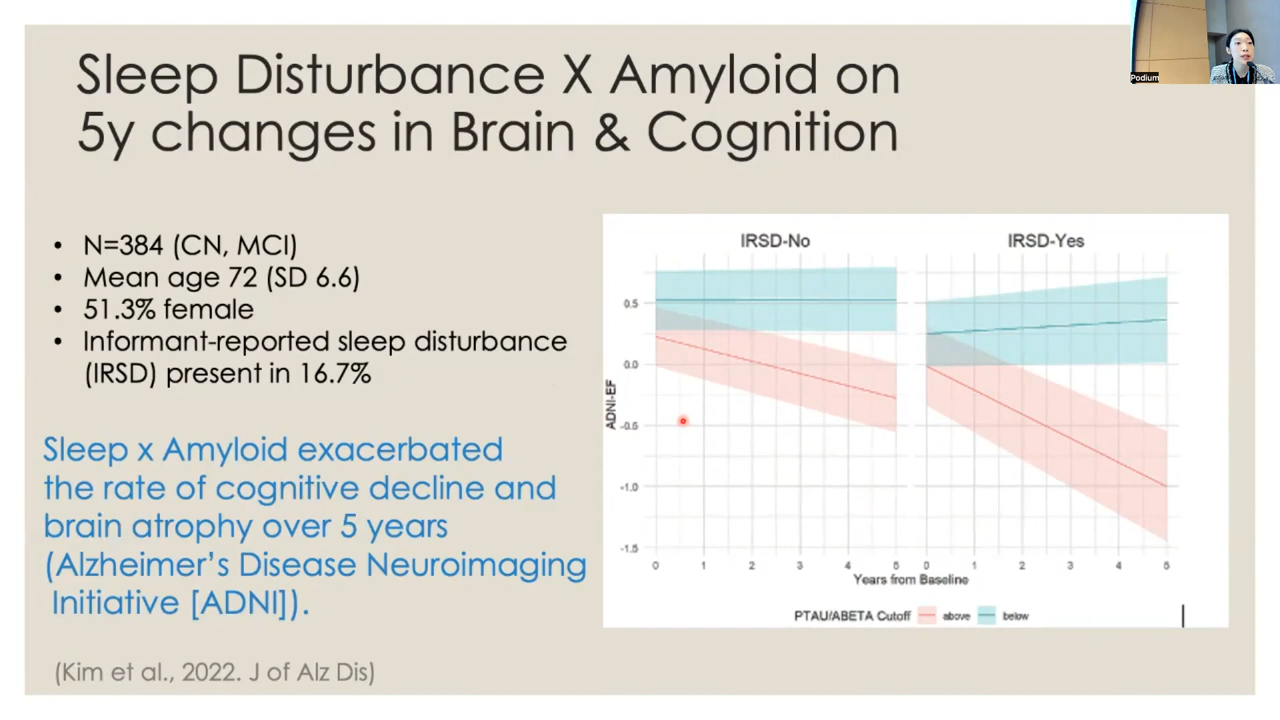 Podium
Sleep Disturbance X Amyloid on
5y changes in Brain & Cognition
• N=384 (CN, MCI)
• Mean age 72 (SD 6.6)
• 51.3% female
• Informant-reported sleep disturbance
(IRSD) present in 16.7%
Sleep x Amyloid exacerbated
the rate of cognitive decline and
brain atrophy over 5 years
(Alzheimer's Disease Neuroimaging
Initiative [ADNI]).
(Kim et al., 2022. J of Alz Dis)
IRSD-No IRSD-Yes
ADNI-EF
0.5
0.0
-0.5
-1.0
-1.5
0 1 2 3 4 5 0 1 2 3 4 5
Years from Baseline
PTAU/ABETA Cutoff above below